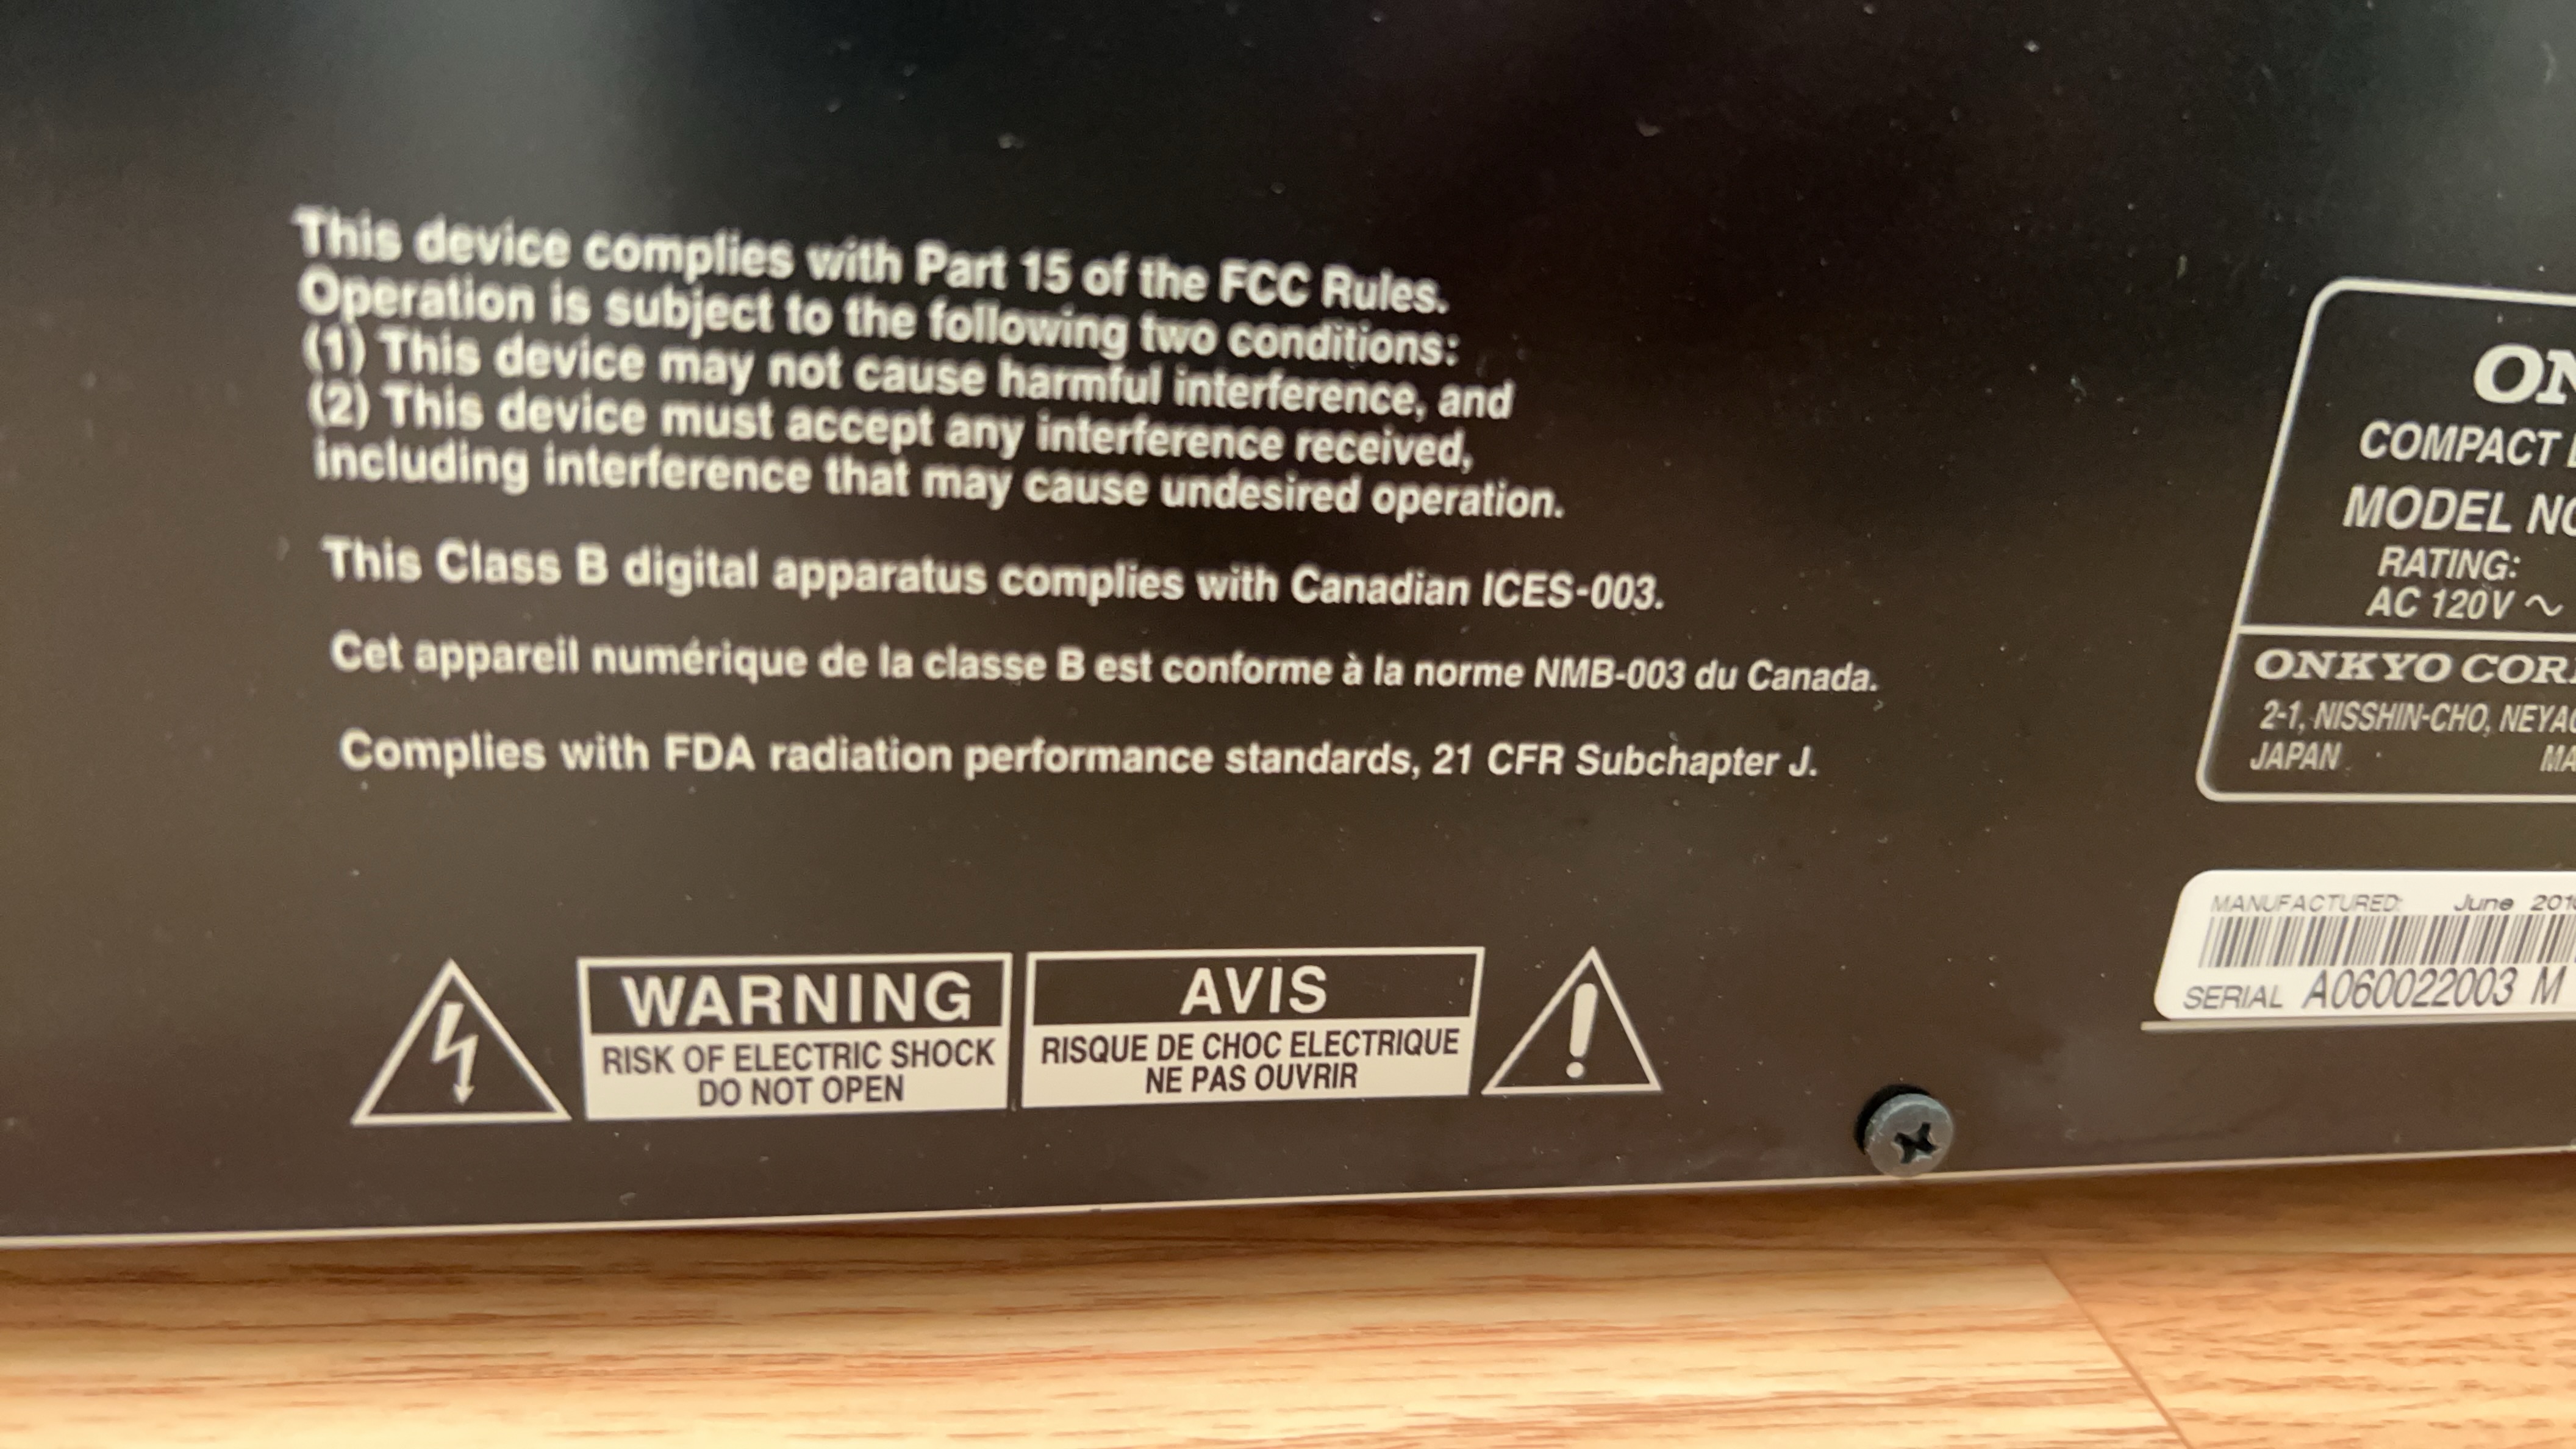 This device complies with Part 15 of the FCC Rules.
Operation is subject to the following two conditions:
(1) This device may not cause harmful interference, and
(2) This device must accept any interference received,
including interference that may cause undesired operation.
This Class B digital apparatus complies with Canadian ICES-003.
Cet appareil numérique de la classe B est conforme à la norme NMB-003 du Canada.
Complies with FDA radiation performance standards, 21 CFR Subchapter J.
WARNING
RISK OF ELECTRIC SHOCK
DO NOT OPEN
AVIS
RISQUE DE CHOC ELECTRIQUE
NE PAS OUVRIR
COMPACT
MODEL
RATING:
AC 120V ~
ONKYO
2-1, NISSHIN-CHO,
JAPAN
MANUFACTURED: June
SERIAL A060022003 M